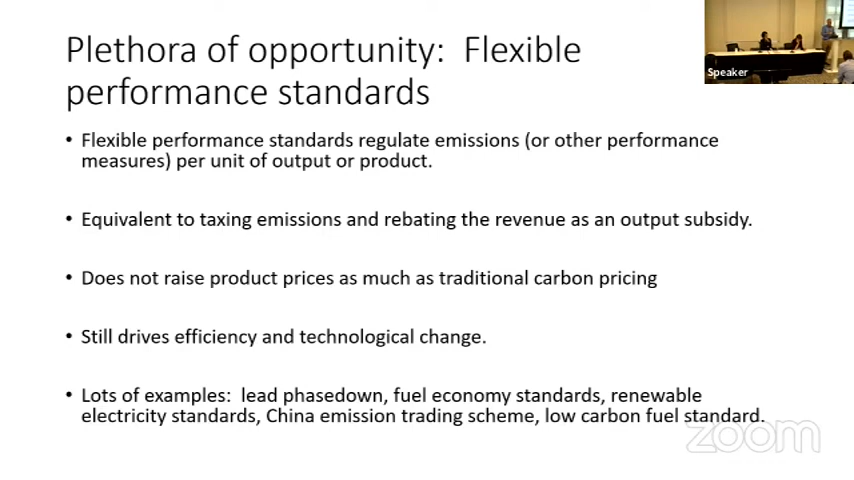 Plethora of opportunity:  Flexible
performance standards
Speaker
• Flexible performance standards regulate emissions (or other performance
measures) per unit of output or product.
• Equivalent to taxing emissions and rebating the revenue as an output subsidy.
• Does not raise product prices as much as traditional carbon pricing
• Still drives efficiency and technological change.
• Lots of examples:  lead phasedown, fuel economy standards, renewable
electricity standards, China emission trading scheme, low carbon fuel standard.
zoom